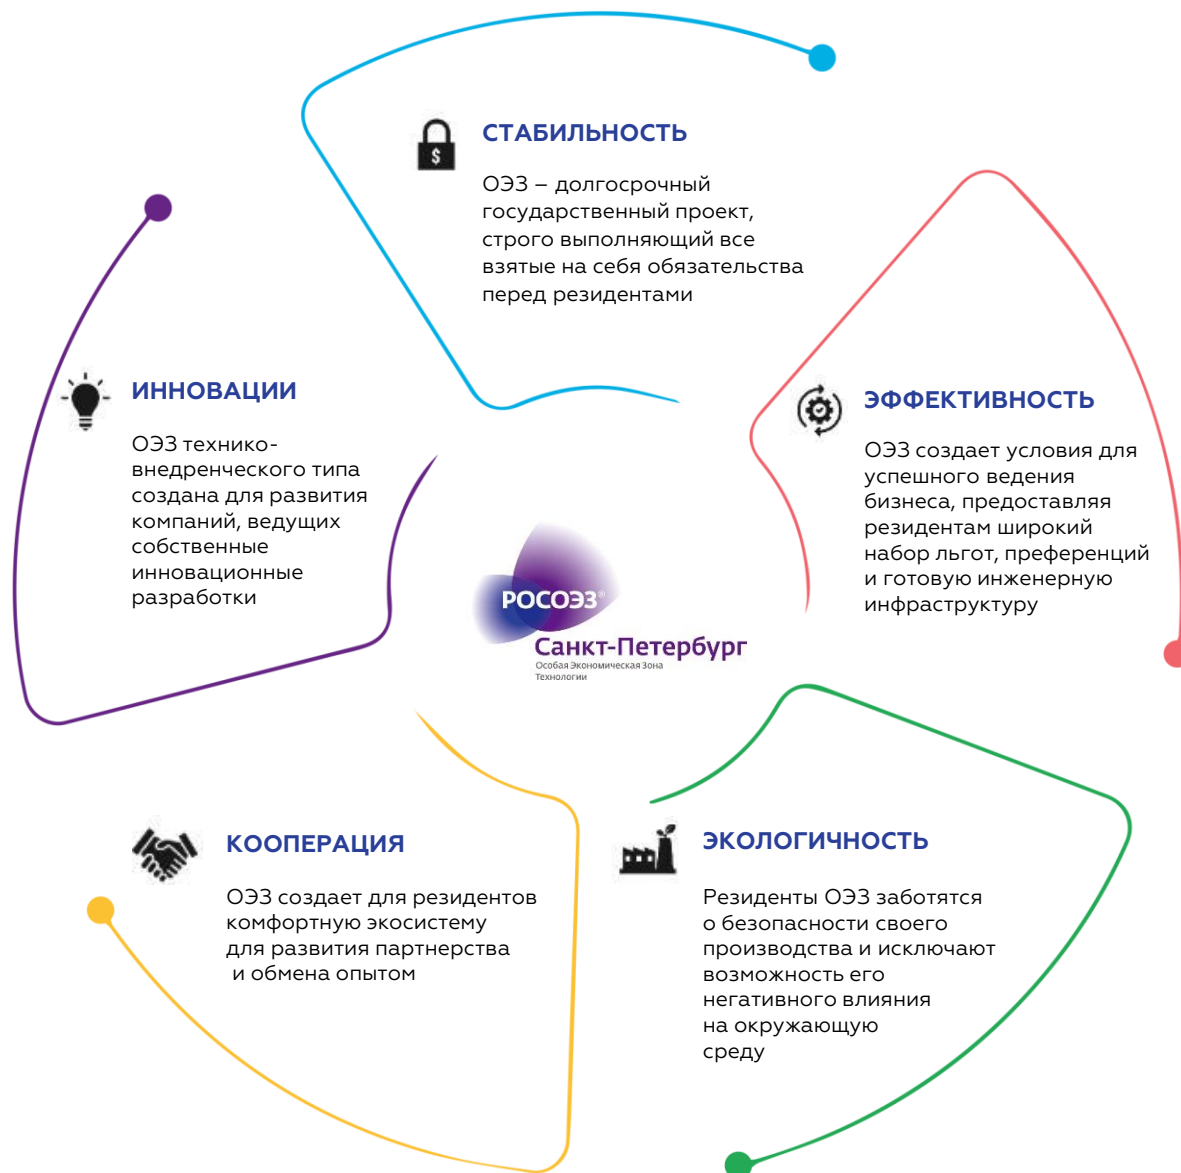 СТАБИЛЬНОСТЬ
ОЭЗ – долгосрочный
государственный проект,
строго выполняющий все
взятые на себя обязательства
перед резидентами
ЭФФЕКТИВНОСТЬ
ОЭЗ создает условия для
успешного ведения
бизнеса, предоставляя
резидентам широкий
набор льгот, преференций
и готовую инженерную
инфраструктуру
ЭКОЛОГИЧНОСТЬ
Резиденты ОЭЗ заботятся
о безопасности своего
производства и исключают
возможность его
негативного влияния
на окружающую
среду
КООПЕРАЦИЯ
ОЭЗ создает для резидентов
комфортную экосистему
для развития партнерства
и обмена опытом
ИННОВАЦИИ
ОЭЗ технико-
внедренческого типа
создана для развития
компаний, ведущих
собственные
инновационные
разработки
РОСОЭЗ®
Санкт-Петербург
Особая Экономическая Зона
Технологии
$